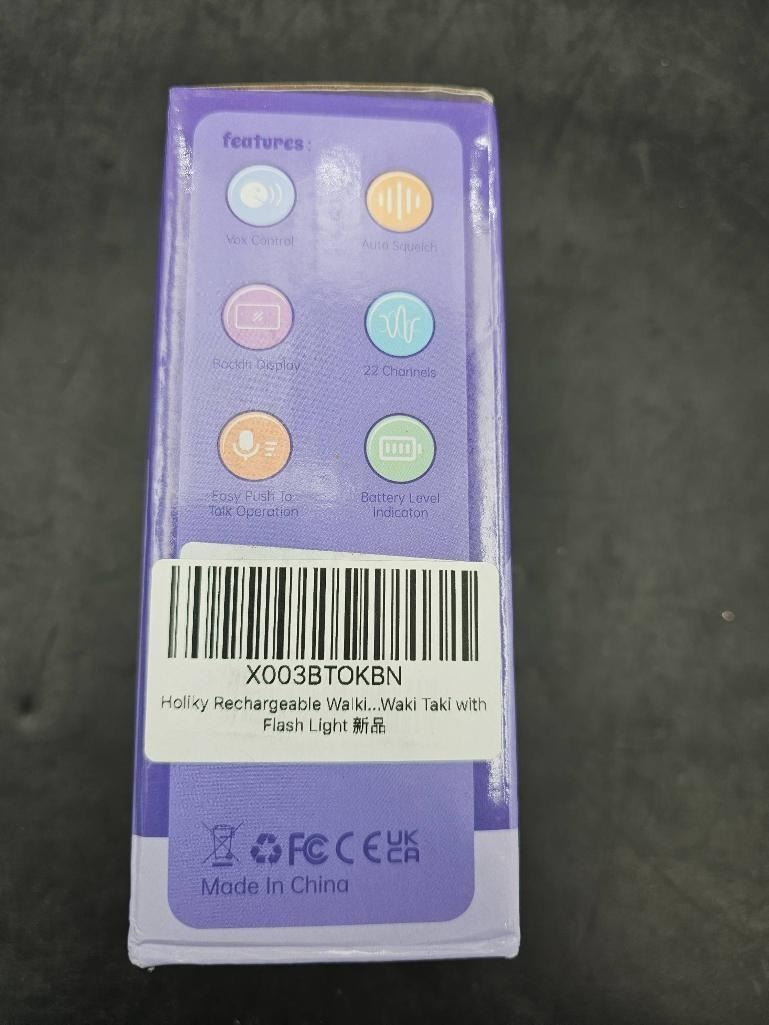 features:
Vox Control
Auto Squelch
Backlit Display
22 Channels
Easy Push To
Talk Operation
Battery Level
Indicaton
X003BTOKBN
Holiky Rechargeable Walki...Waki Taki with
Flash Light 新品
FC CE UK
CA
Made In China